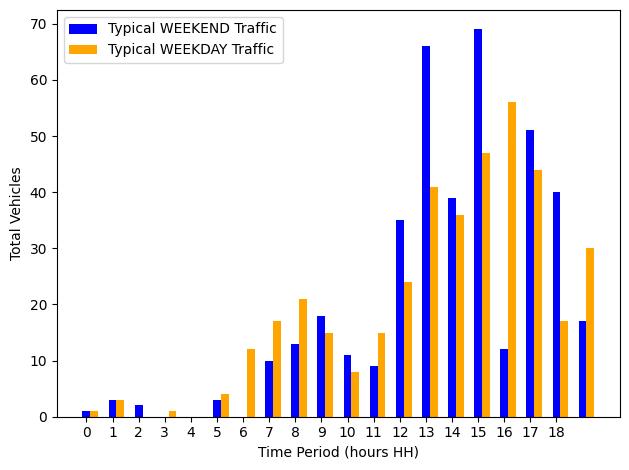 Typical WEEKEND Traffic
Typical WEEKDAY Traffic
70
60
50
40
30
20
10
0
Total Vehicles
0 1 2 3 4 5 6 7 8 9 10 11 12 13 14 15 16 17 18
Time Period (hours HH)